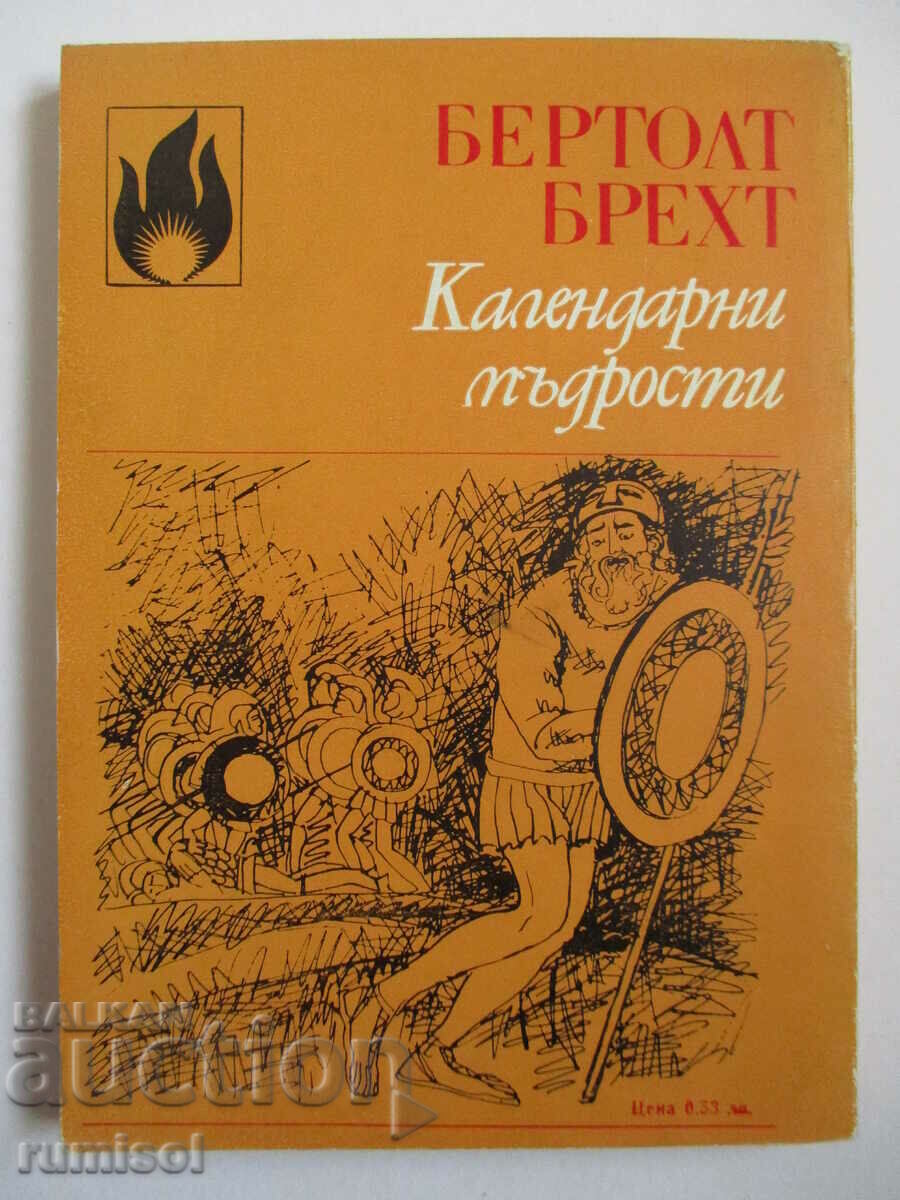 БЕРТОЛТ
БРЕХТ
Календарни
мъдрости
Цена 0.33 лв.
BALKAN
auction
rumisol